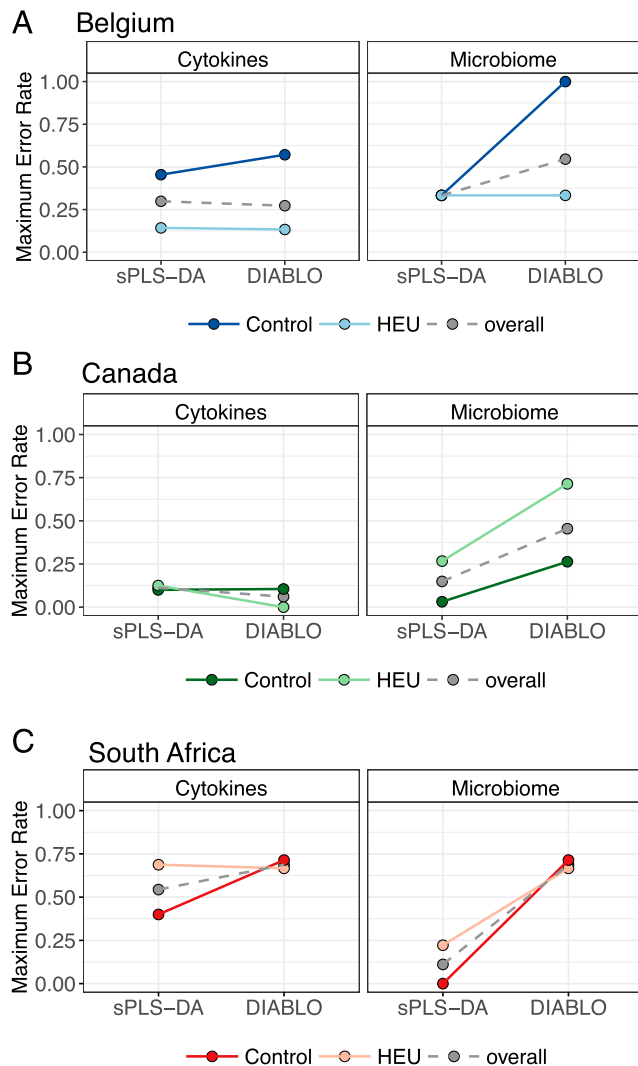 A Belgium
Cytokines Microbiome
Maximum Error Rate
1.00
0.75
0.50
0.25
0.00
sPLS−DA DIABLO sPLS−DA DIABLO
Control HEU overall
B Canada
Cytokines Microbiome
Maximum Error Rate
1.00
0.75
0.50
0.25
0.00
sPLS−DA DIABLO sPLS−DA DIABLO
Control HEU overall
C South Africa
Cytokines Microbiome
Maximum Error Rate
1.00
0.75
0.50
0.25
0.00
sPLS−DA DIABLO sPLS−DA DIABLO
Control HEU overall